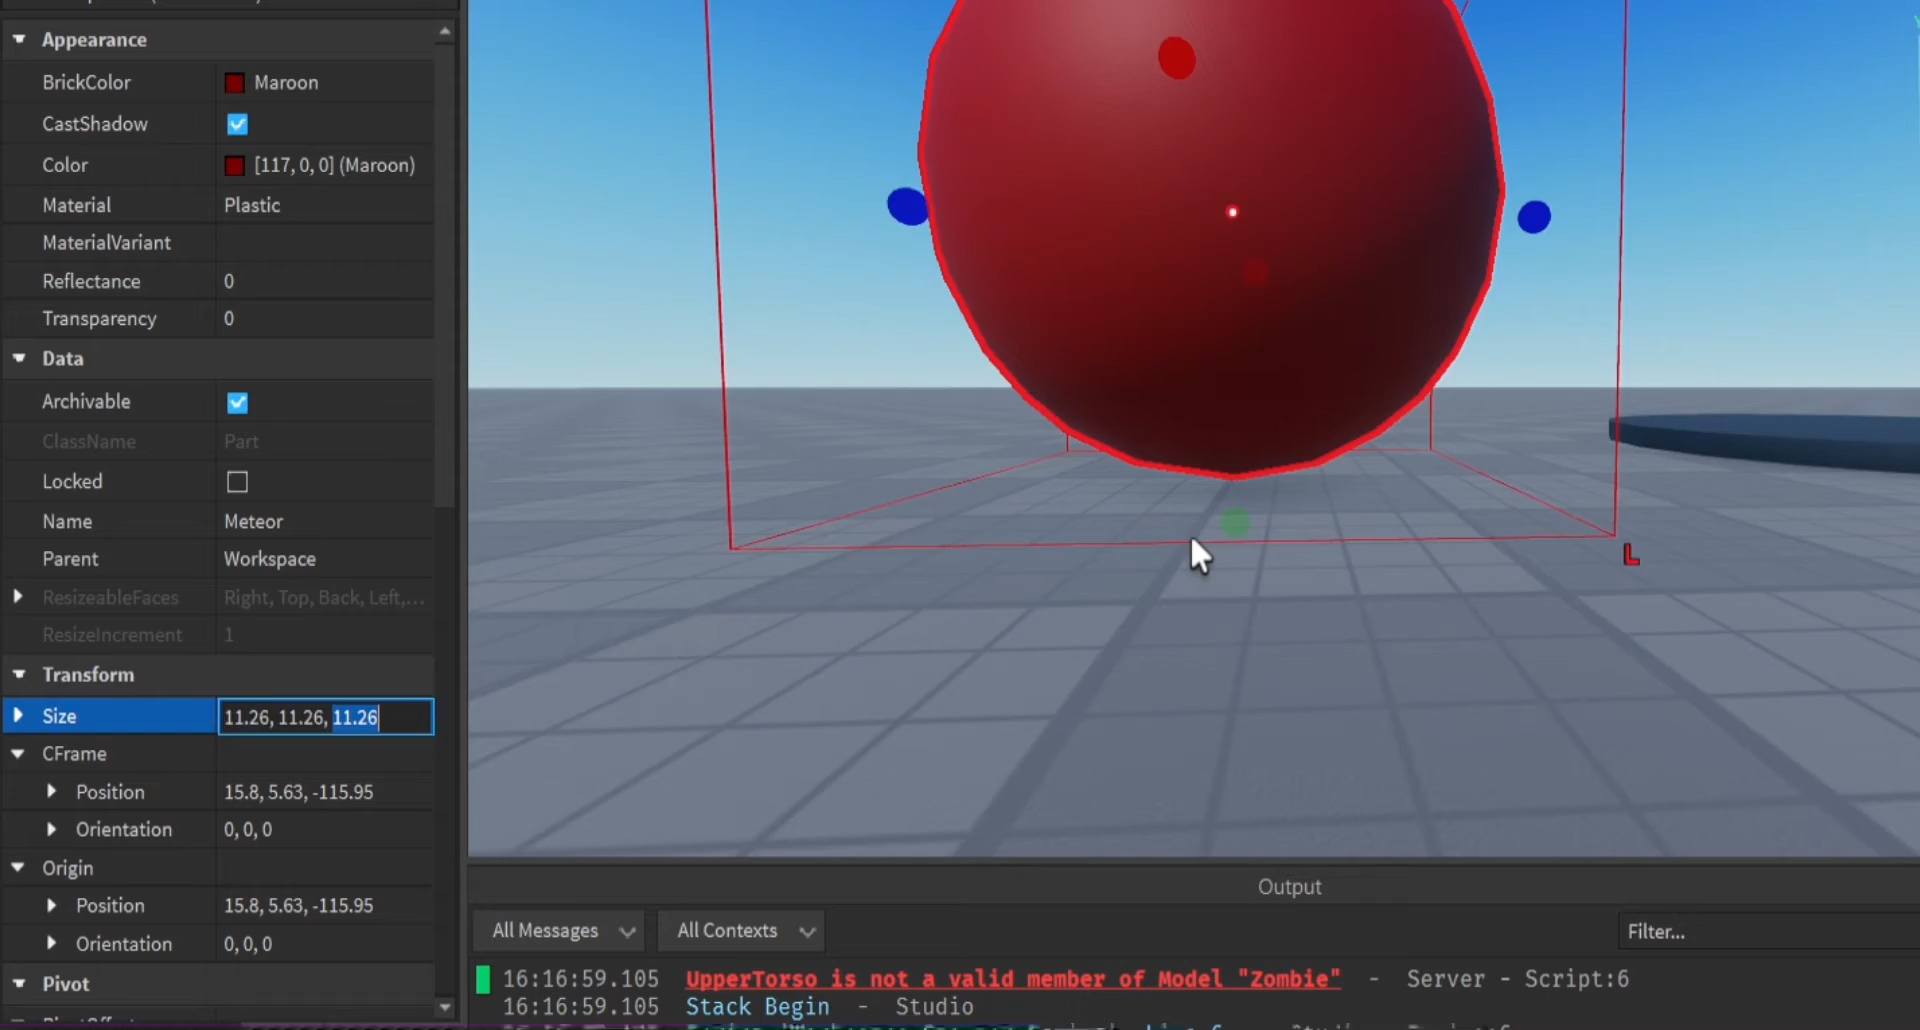 Appearance
BrickColor Maroon
CastShadow
Color [117, 0, 0] (Maroon)
Material Plastic
MaterialVariant
Reflectance 0
Transparency 0
Data
Archivable
ClassName Part
Locked
Name Meteor
Parent Workspace
ResizeableFaces Right, Top, Back, Left,...
ResizeIncrement 1
Transform
Size 11.26, 11.26, 11.26
CFrame
Position 15.8, 5.63, -115.95
Orientation 0, 0, 0
Origin
Position 15.8, 5.63, -115.95
Orientation 0, 0, 0
Pivot
L
Output
All Messages All Contexts Filter...
16:16:59.105 UpperTorso is not a valid member of Model "Zombie" - Server - Script:6
16:16:59.105 Stack Begin - Studio